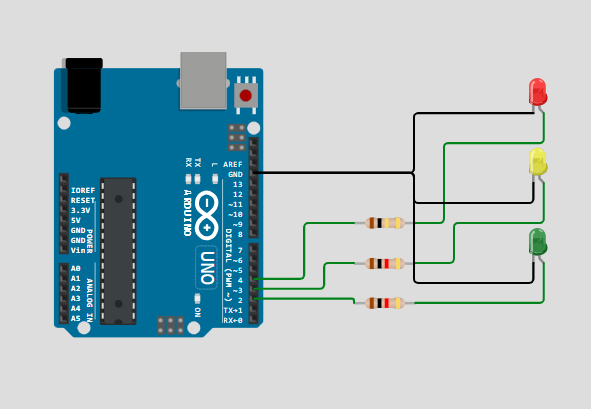 RX
TX
L
AREF
GND
13
12
~11
~10
~9
8
7
~6
~5
4
~3
2
TX→1
RX←0
DIGITAL (PWM ~)
ARDUINO
UNO
ON
IOREF
RESET
3.3V
5V
GND
GND
Vin
POWER
A0
A1
A2
A3
A4
A5
ANALOG IN